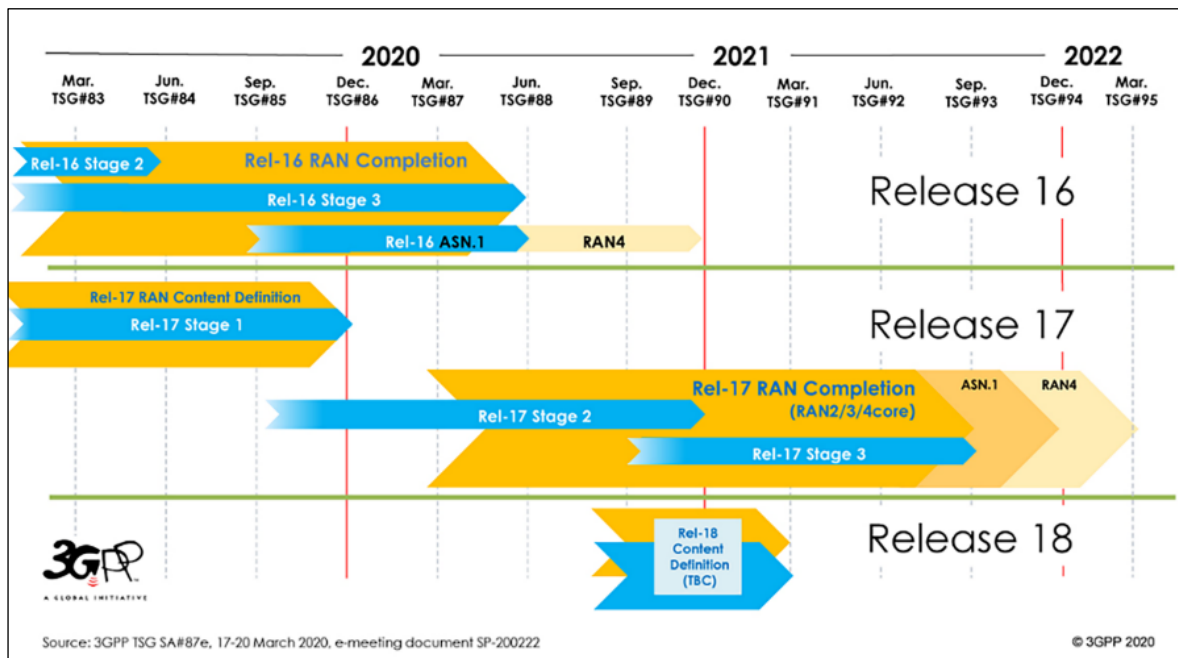 2020 2021 2022
Mar. Jun. Sep. Dec. Mar. Jun. Sep. Dec. Mar. Jun. Sep. Dec. Mar.
TSG#83 TSG#84 TSG#85 TSG#86 TSG#87 TSG#88 TSG#89 TSG#90 TSG#91 TSG#92 TSG#93 TSG#94 TSG#95
Rel-16 RAN Completion
Rel-16 Stage 2
Rel-16 Stage 3
Release 16
Rel-16 ASN.1 RAN4
Rel-17 RAN Content Definition
Rel-17 Stage 1
Release 17
Rel-17 RAN Completion
(RAN2/3/4core)
ASN.1
RAN4
Rel-17 Stage 2
Rel-17 Stage 3
Rel-18
Content
Definition
(TBC)
Release 18
3GPP™
A GLOBAL INITIATIVE
Source: 3GPP TSG SA#87e, 17-20 March 2020, e-meeting document SP-200222
© 3GPP 2020